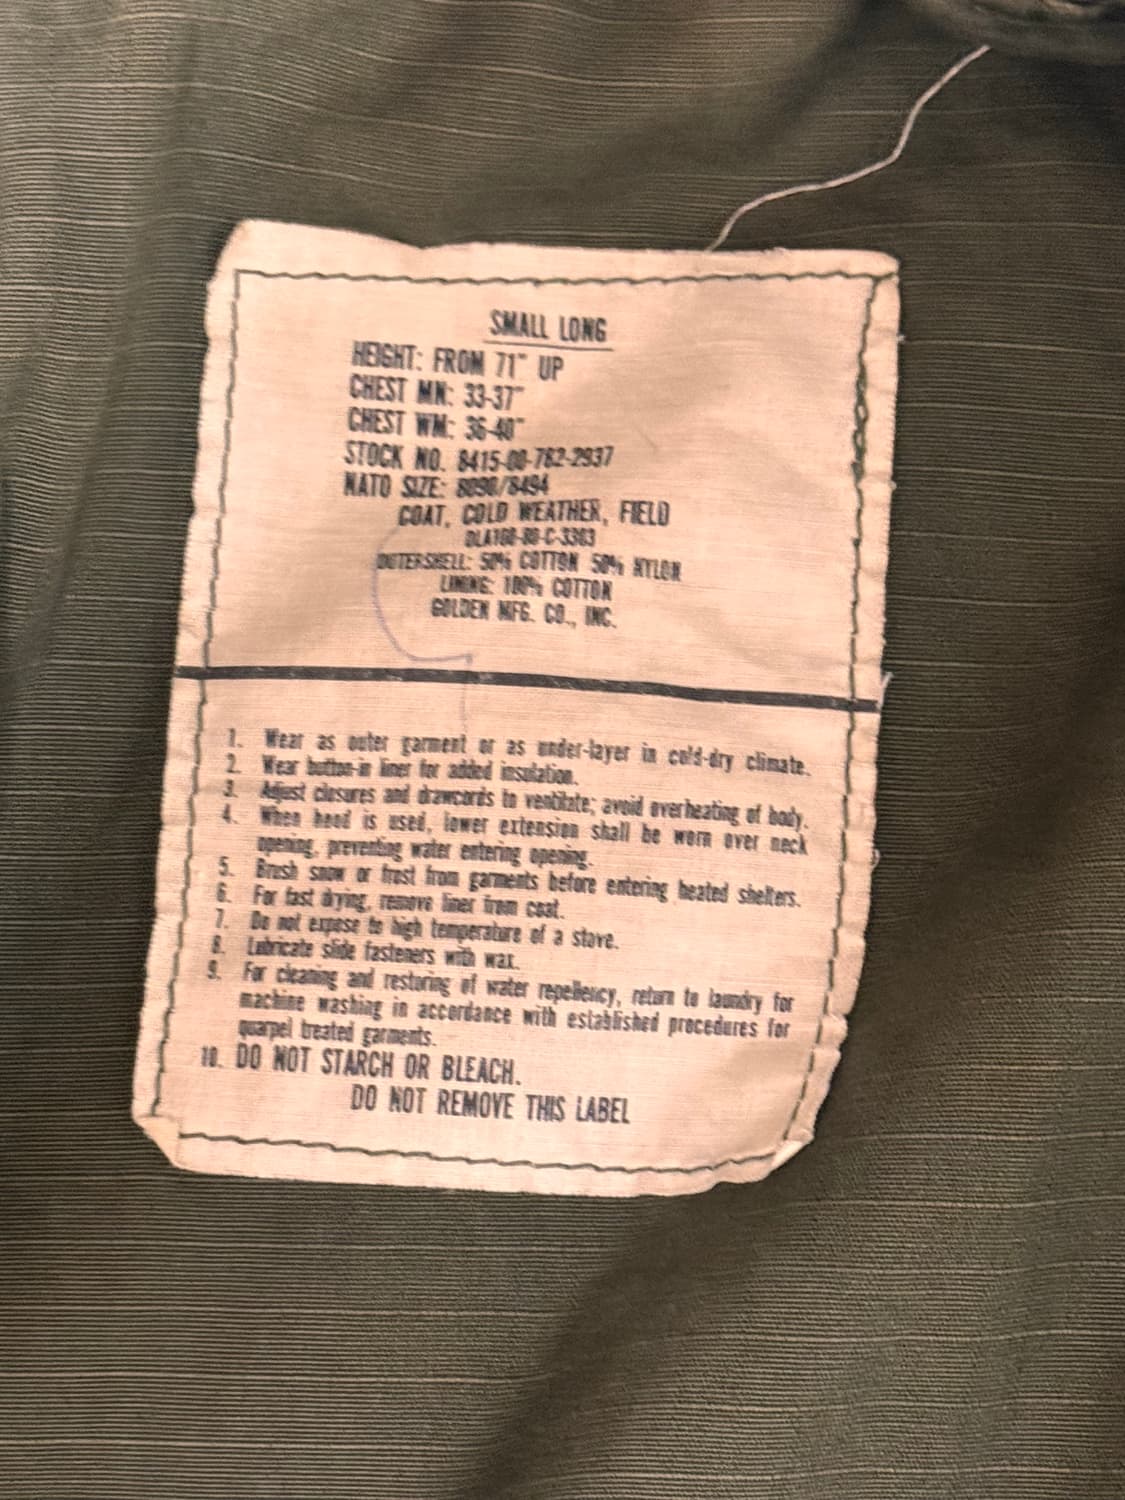 SMALL LONG
HEIGHT: FROM 71" UP
CHEST MN: 33-37"
CHEST WM: 36-40"
STOCK NO. 8415-00-782-2937
NATO SIZE: 8090/8494
COAT, COLD WEATHER, FIELD
DLA100-80-C-3363
OUTERSHELL: 50% COTTON 50% NYLON
LINING: 100% COTTON
GOLDEN MFG. CO., INC.
1. Wear as outer garment or as under-layer in cold-dry climate.
2. Wear button-in liner for added insulation.
3. Adjust closures and drawcords to ventilate; avoid overheating of body.
4. When hood is used, lower extension shall be worn over neck
opening, preventing water entering opening.
5. Brush snow or frost from garments before entering heated shelters.
6. For fast drying, remove liner from coat.
7. Do not expose to high temperature of a stove.
8. Lubricate slide fasteners with wax.
9. For cleaning and restoring of water repellency, return to laundry for
machine washing in accordance with established procedures for
quarpel treated garments.
10. DO NOT STARCH OR BLEACH.
DO NOT REMOVE THIS LABEL